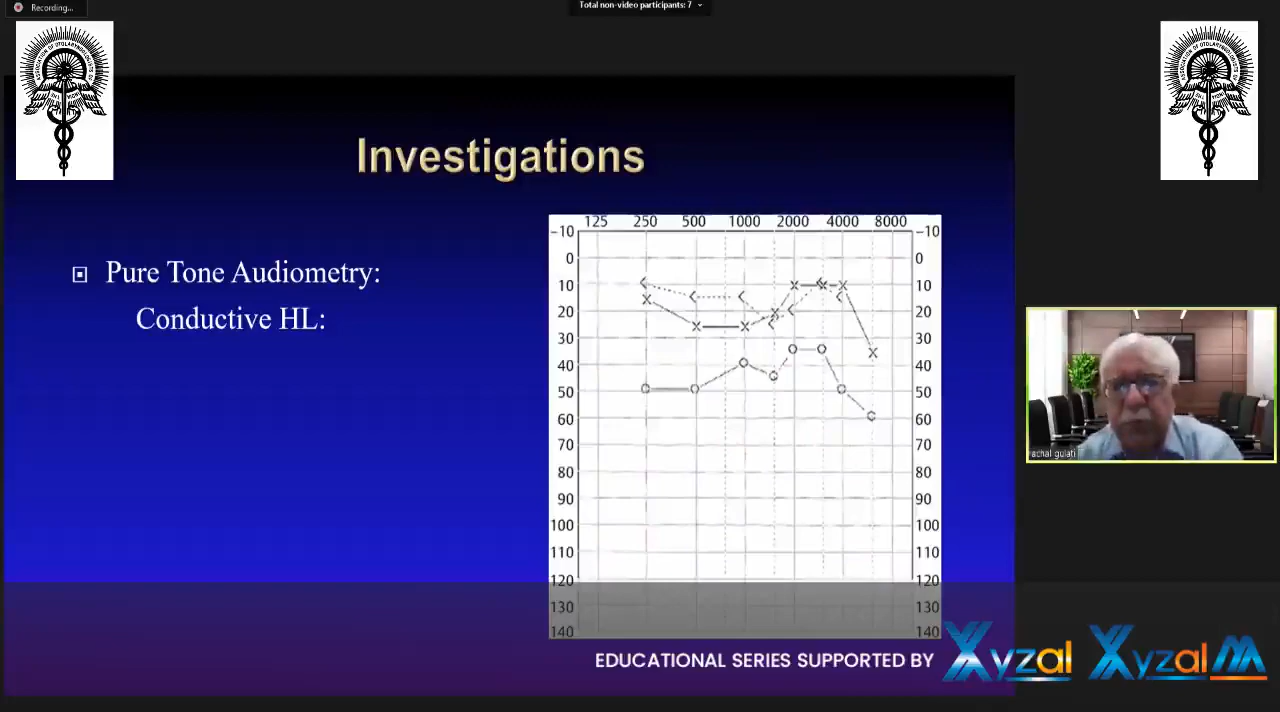 Recording...
Total non-video participants: 7
Investigations
Pure Tone Audiometry:
Conductive HL:
125 250 500 1000 2000 4000 8000
-10 -10
0 0
10 10
20 20
30 30
40 40
50 50
60 60
70 70
80 80
90 90
100 100
110 110
120 120
130 130
140 140
achal gulati
EDUCATIONAL SERIES SUPPORTED BY Xyzal Xyzal M